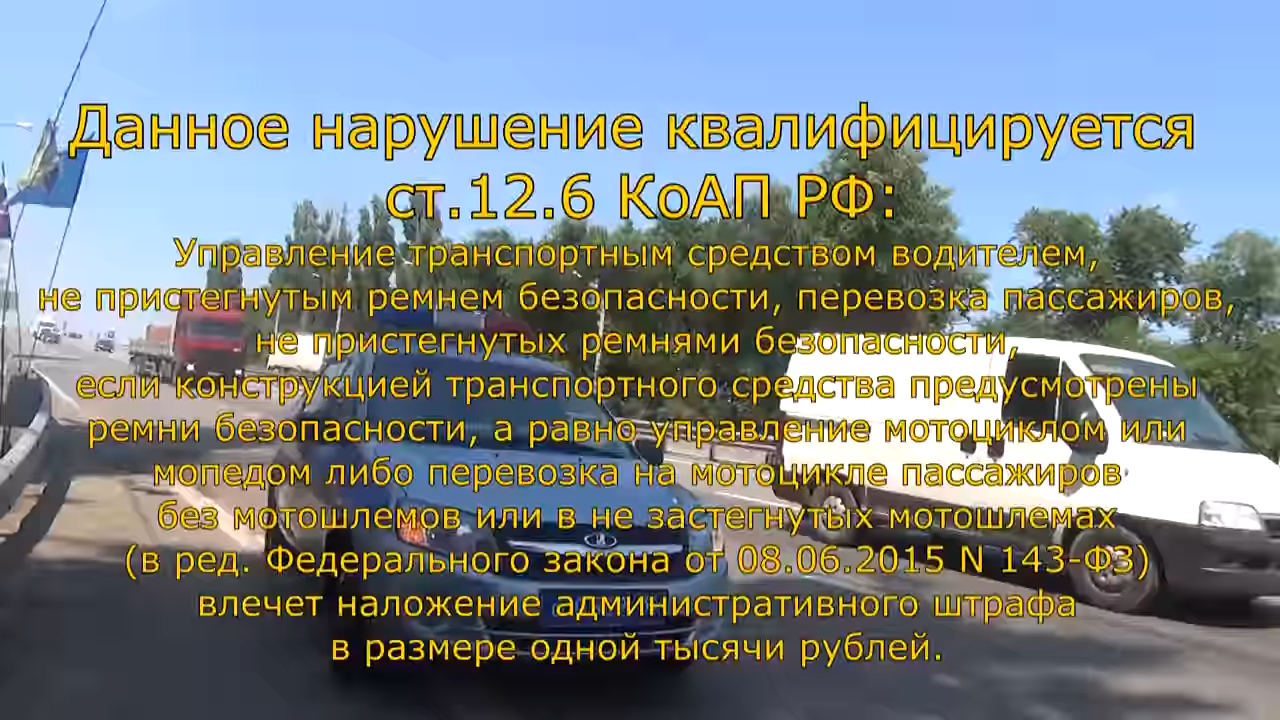 Данное нарушение квалифицируется
ст.12.6 КоАП РФ:
Управление транспортным средством водителем,
не пристегнутым ремнем безопасности, перевозка пассажиров,
не пристегнутых ремнями безопасности,
если конструкцией транспортного средства предусмотрены
ремни безопасности, а равно управление мотоциклом или
мопедом либо перевозка на мотоцикле пассажиров
без мотошлемов или в не застегнутых мотошлемах
(в ред. Федерального закона от 08.06.2015 N 143-ФЗ)
влечет наложение административного штрафа
в размере одной тысячи рублей.